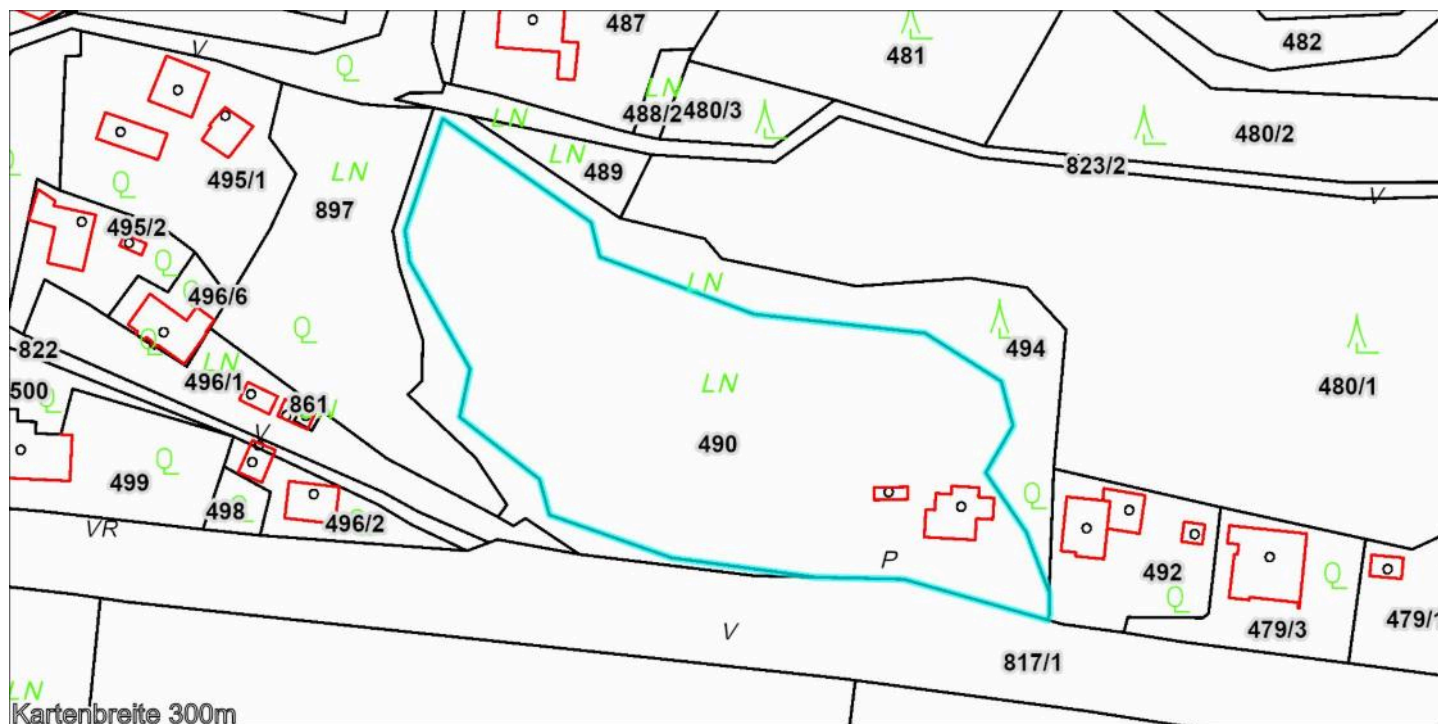 487
482
V
481
Q
LN
488/2
480/3
LN
480/2
LN
489
823/2
495/1
LN
897
Q
V
495/2
Q
LN
496/6
Q
494
480/1
Q
Q
LN
822
496/1
LN
490
500
Q
861
LN
V
499
Q
498
Q
496/2
Q
VR
P
492
Q
479/3
Q
479/1
V
817/1
LN
Kartenbreite 300m